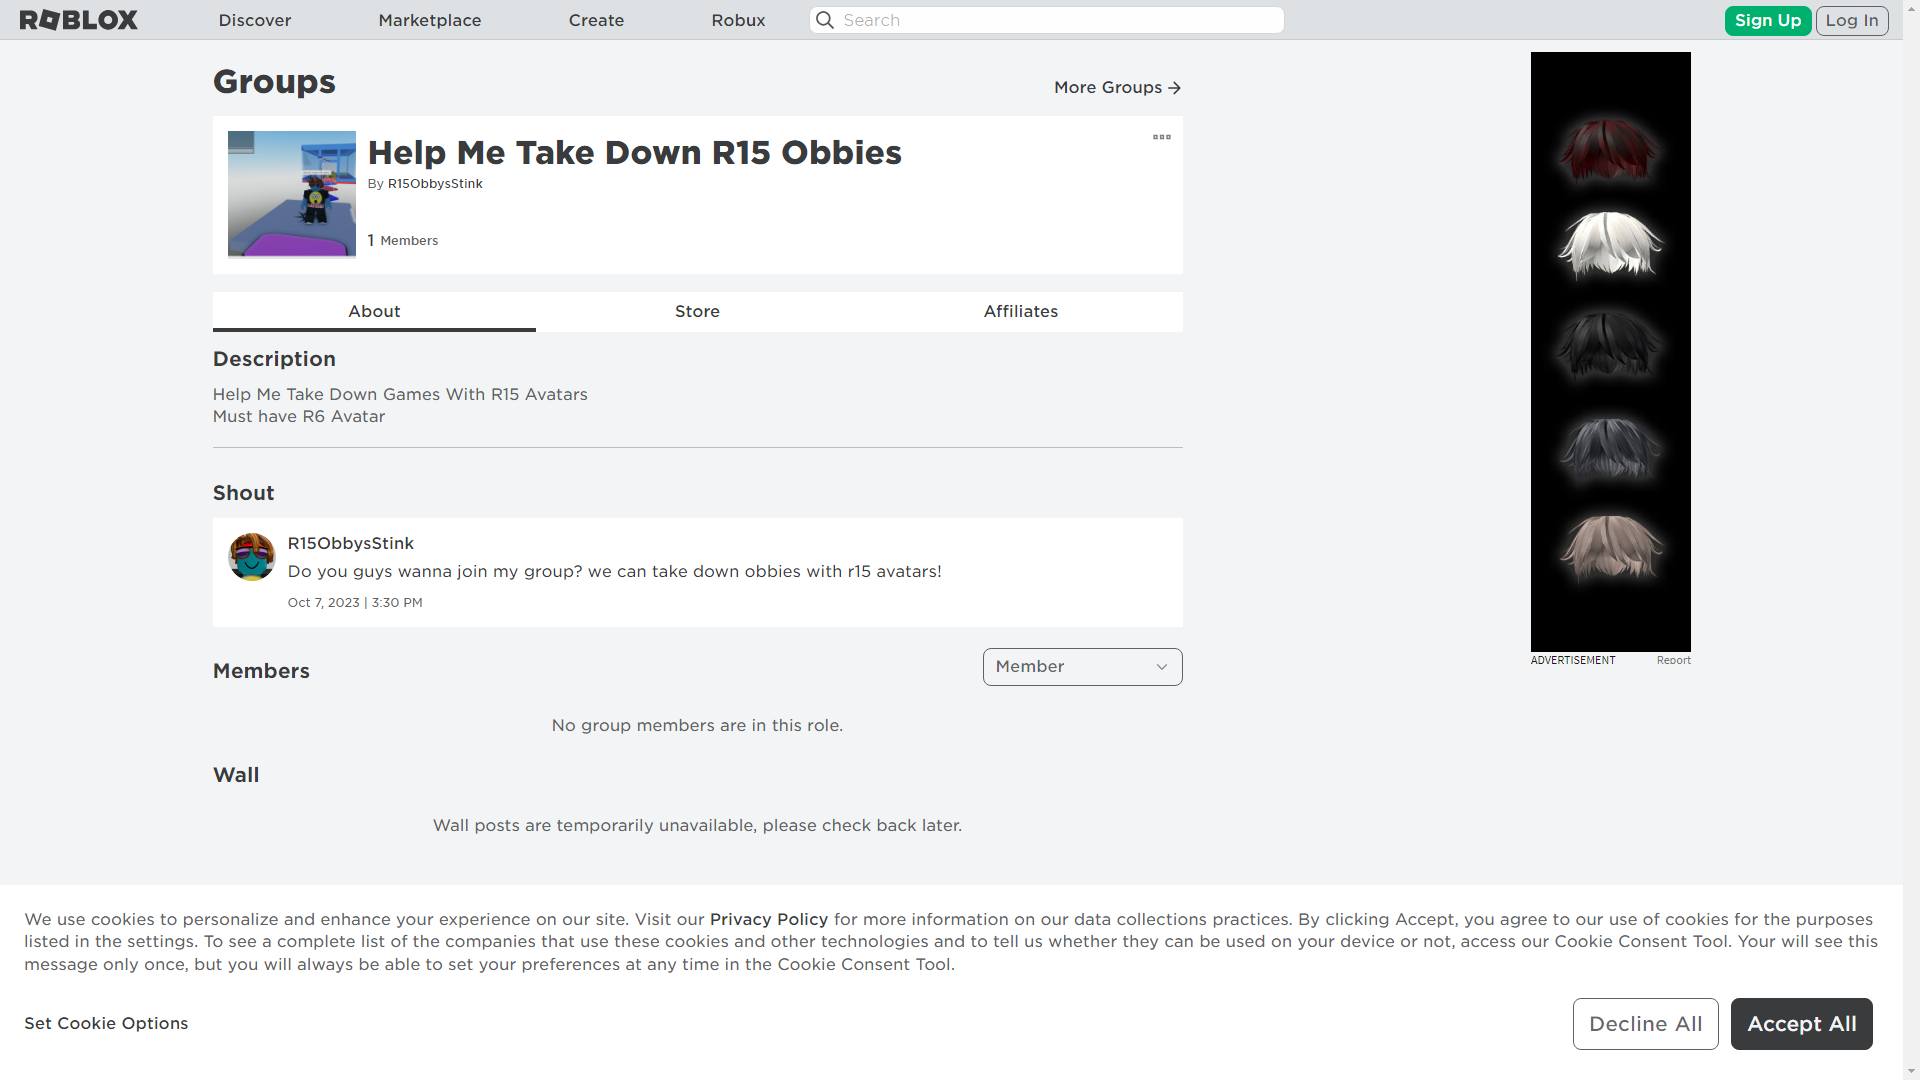 ROBLOX
Discover
Marketplace
Create
Robux
Search
Sign Up
Log In
Groups
More Groups
Help Me Take Down R15 Obbies
By R15ObbysStink
1 Members
About
Store
Affiliates
Description
Help Me Take Down Games With R15 Avatars
Must have R6 Avatar
Shout
R15ObbysStink
Do you guys wanna join my group? we can take down obbies with r15 avatars!
Oct 7, 2023 | 3:30 PM
ADVERTISEMENT
Report
Members
Member
No group members are in this role.
Wall
Wall posts are temporarily unavailable, please check back later.
We use cookies to personalize and enhance your experience on our site. Visit our Privacy Policy for more information on our data collections practices. By clicking Accept, you agree to our use of cookies for the purposes
listed in the settings. To see a complete list of the companies that use these cookies and other technologies and to tell us whether they can be used on your device or not, access our Cookie Consent Tool. Your will see this
message only once, but you will always be able to set your preferences at any time in the Cookie Consent Tool.
Set Cookie Options
Decline All
Accept All